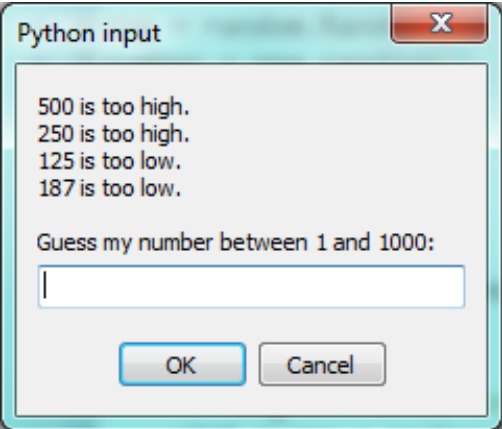 Python input
500 is too high.
250 is too high.
125 is too low.
187 is too low.
Guess my number between 1 and 1000:
OK Cancel